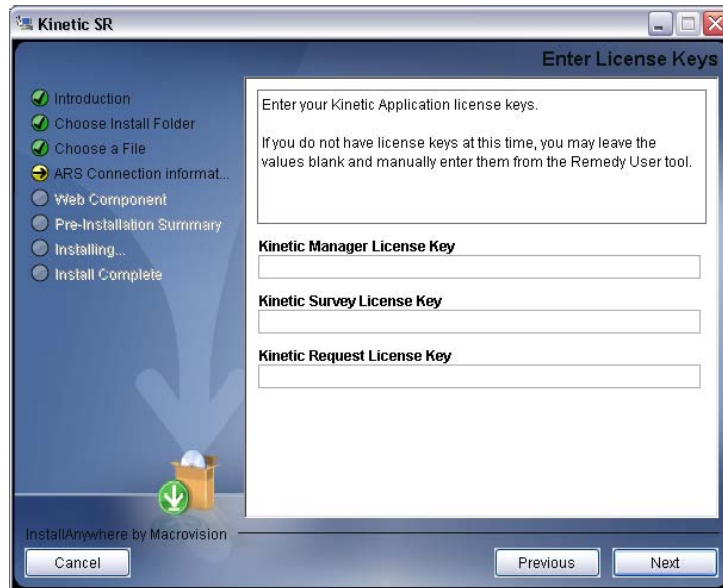 Kinetic SR
Enter License Keys
Introduction
Choose Install Folder
Choose a File
ARS Connection informat...
Web Component
Pre-Installation Summary
Installing...
Install Complete
Enter your Kinetic Application license keys.
If you do not have license keys at this time, you may leave the
values blank and manually enter them from the Remedy User tool.
Kinetic Manager License Key
Kinetic Survey License Key
Kinetic Request License Key
InstallAnywhere by Macrovision
Cancel
Previous
Next